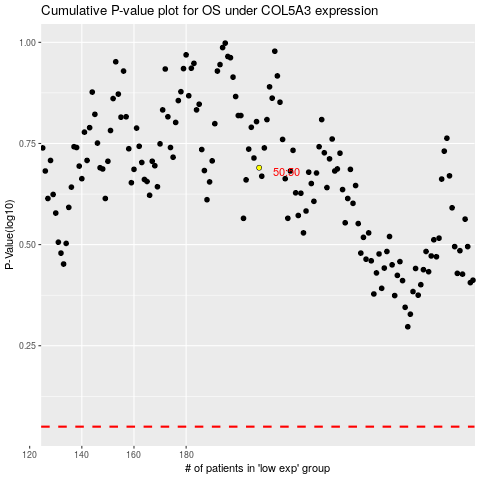 Cumulative P-value plot for OS under COL5A3 expression
P-Value(log10)
1.00
0.75
0.50
0.25
50:50
120 140 160 180
# of patients in 'low exp' group